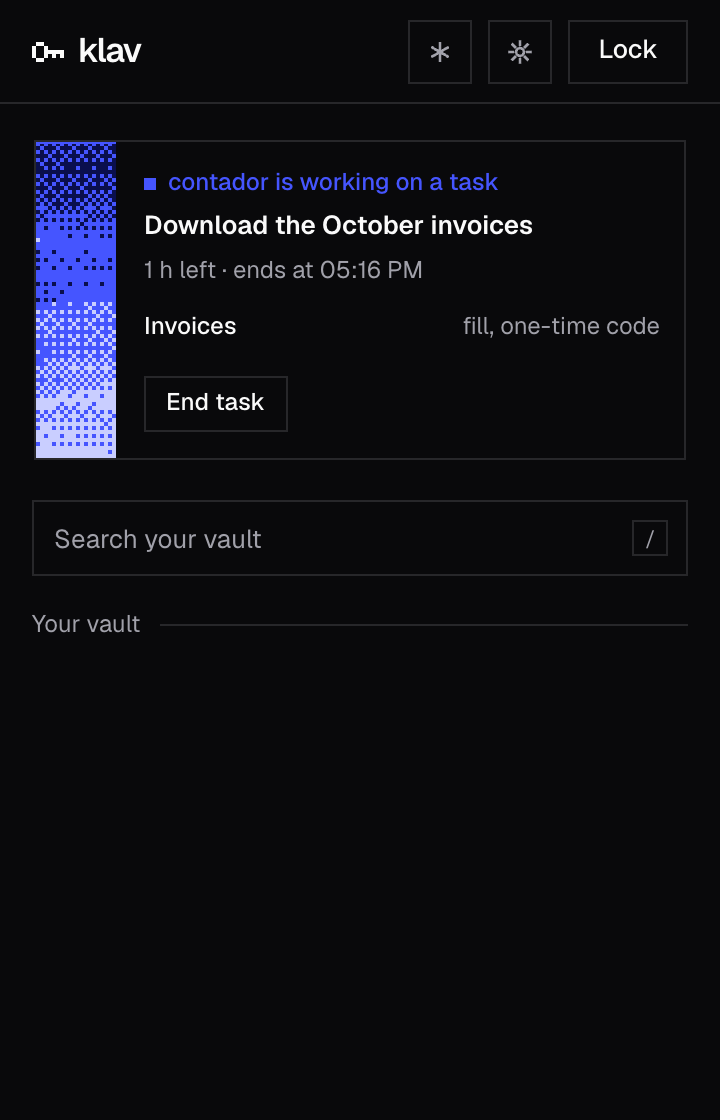 klav
Lock
contador is working on a task
Download the October invoices
1 h left · ends at 05:16 PM
Invoices
fill, one-time code
End task
Search your vault
/
Your vault